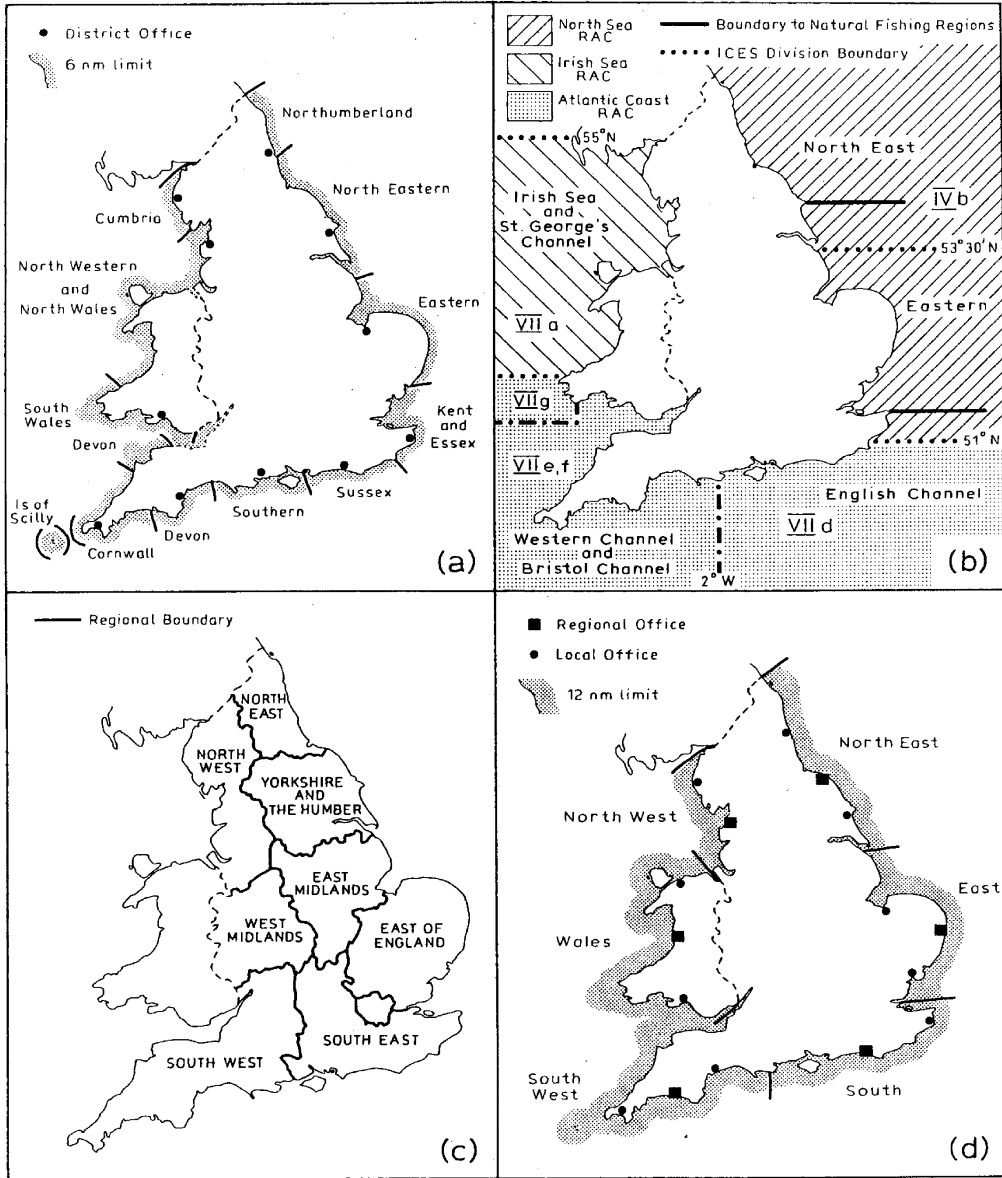 District Office
6 nm limit
Northumberland
North Eastern
Cumbria
North Western
and
North Wales
Eastern
South
Wales
Kent
and
Essex
Devon
Is of
Scilly
Sussex
Southern
Devon
Cornwall
(a)
North Sea
RAC
Irish Sea
RAC
Atlantic Coast
RAC
Boundary to Natural Fishing Regions
ICES Division Boundary
55°N
North East
Irish Sea
and
St. George's
Channel
IV b
53°30'N
Eastern
VII a
VII g
51°N
VII e,f
English Channel
VII d
Western Channel
and
Bristol Channel
2°W
(b)
Regional Boundary
NORTH
EAST
NORTH
WEST
YORKSHIRE
AND
THE HUMBER
EAST
MIDLANDS
WEST
MIDLANDS
EAST OF
ENGLAND
SOUTH EAST
SOUTH WEST
(c)
Regional Office
Local Office
12 nm limit
North East
North West
East
Wales
South
West
South
(d)